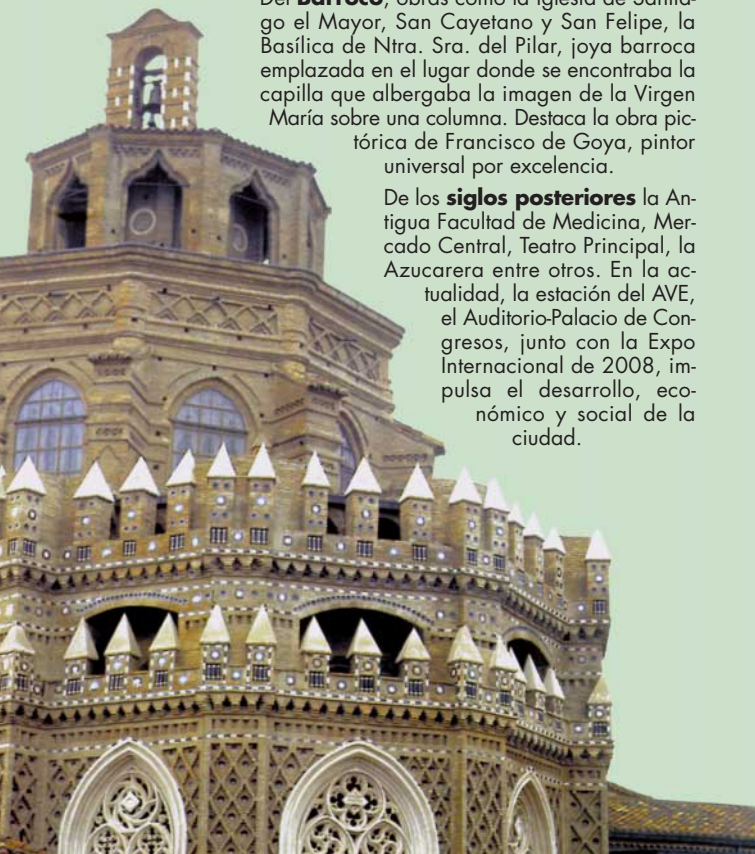 Del Barroco, obras como la Iglesia de Santia-
go el Mayor, San Cayetano y San Felipe, la
Basílica de Ntra. Sra. del Pilar, joya barroca
emplazada en el lugar donde se encontraba la
capilla que albergaba la imagen de la Virgen
María sobre una columna. Destaca la obra pic-
tórica de Francisco de Goya, pintor
universal por excelencia.
De los siglos posteriores la An-
tigua Facultad de Medicina, Mer-
cado Central, Teatro Principal, la
Azucarera entre otros. En la ac-
tualidad, la estación del AVE,
el Auditorio-Palacio de Con-
gresos, junto con la Expo
Internacional de 2008, im-
pulsa el desarrollo, eco-
nómico y social de la
ciudad.